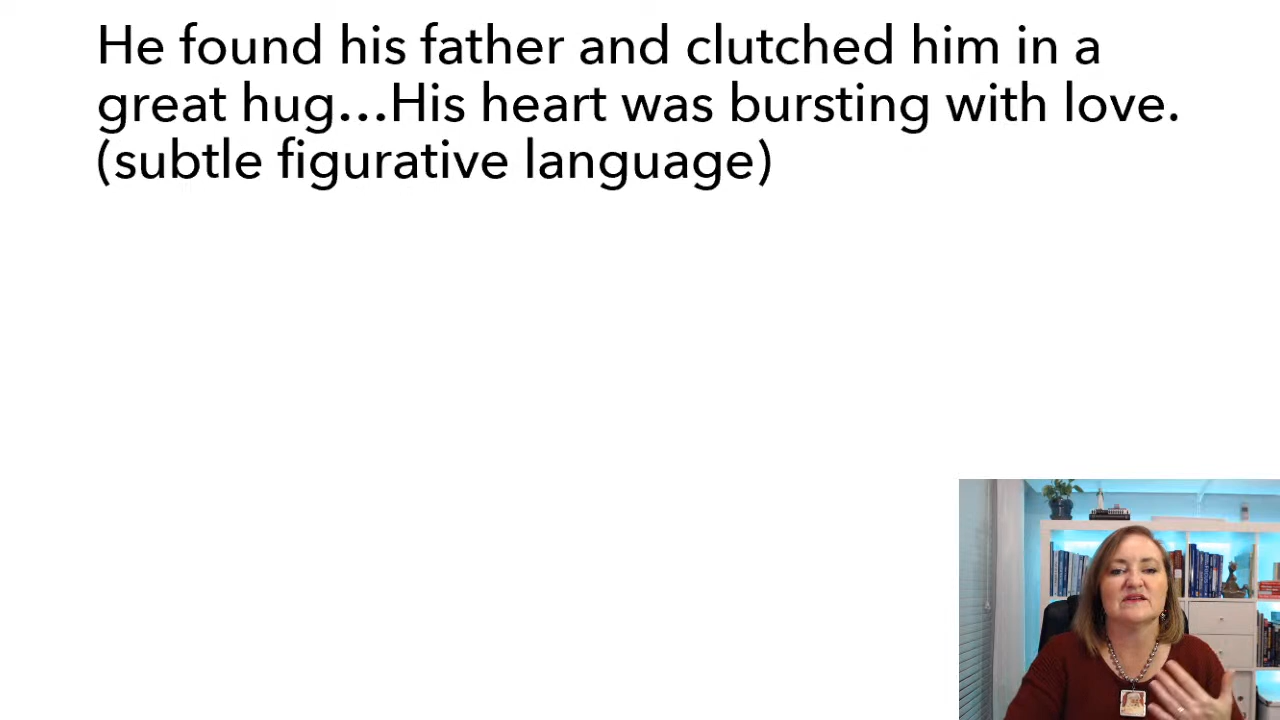 He found his father and clutched him in a
great hug...His heart was bursting with love.
(subtle figurative language)